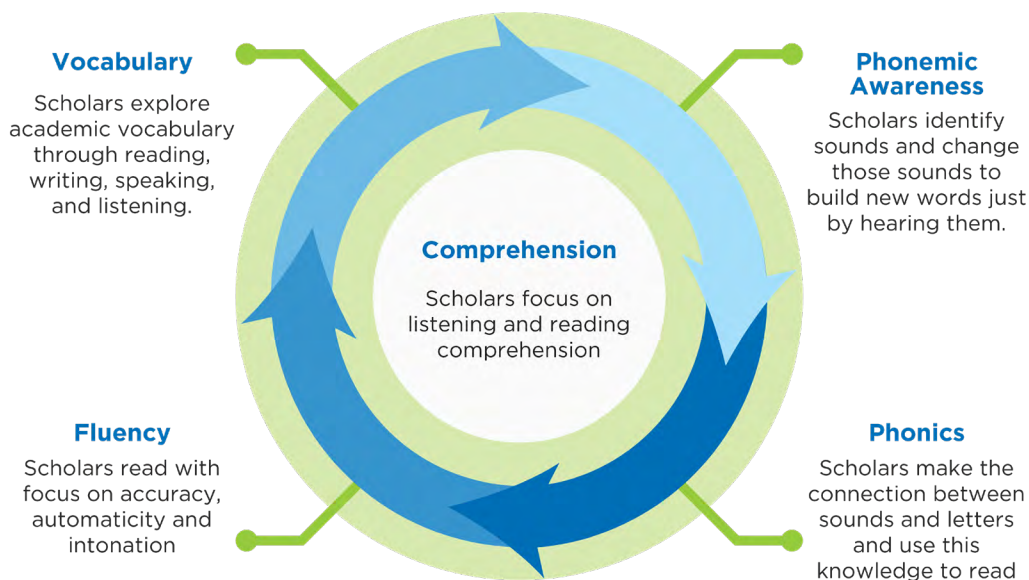 Vocabulary
Scholars explore
academic vocabulary
through reading,
writing, speaking,
and listening.
Phonemic
Awareness
Scholars identify
sounds and change
those sounds to
build new words just
by hearing them.
Comprehension
Scholars focus on
listening and reading
comprehension
Fluency
Scholars read with
focus on accuracy,
automaticity and
intonation
Phonics
Scholars make the
connection between
sounds and letters
and use this
knowledge to read